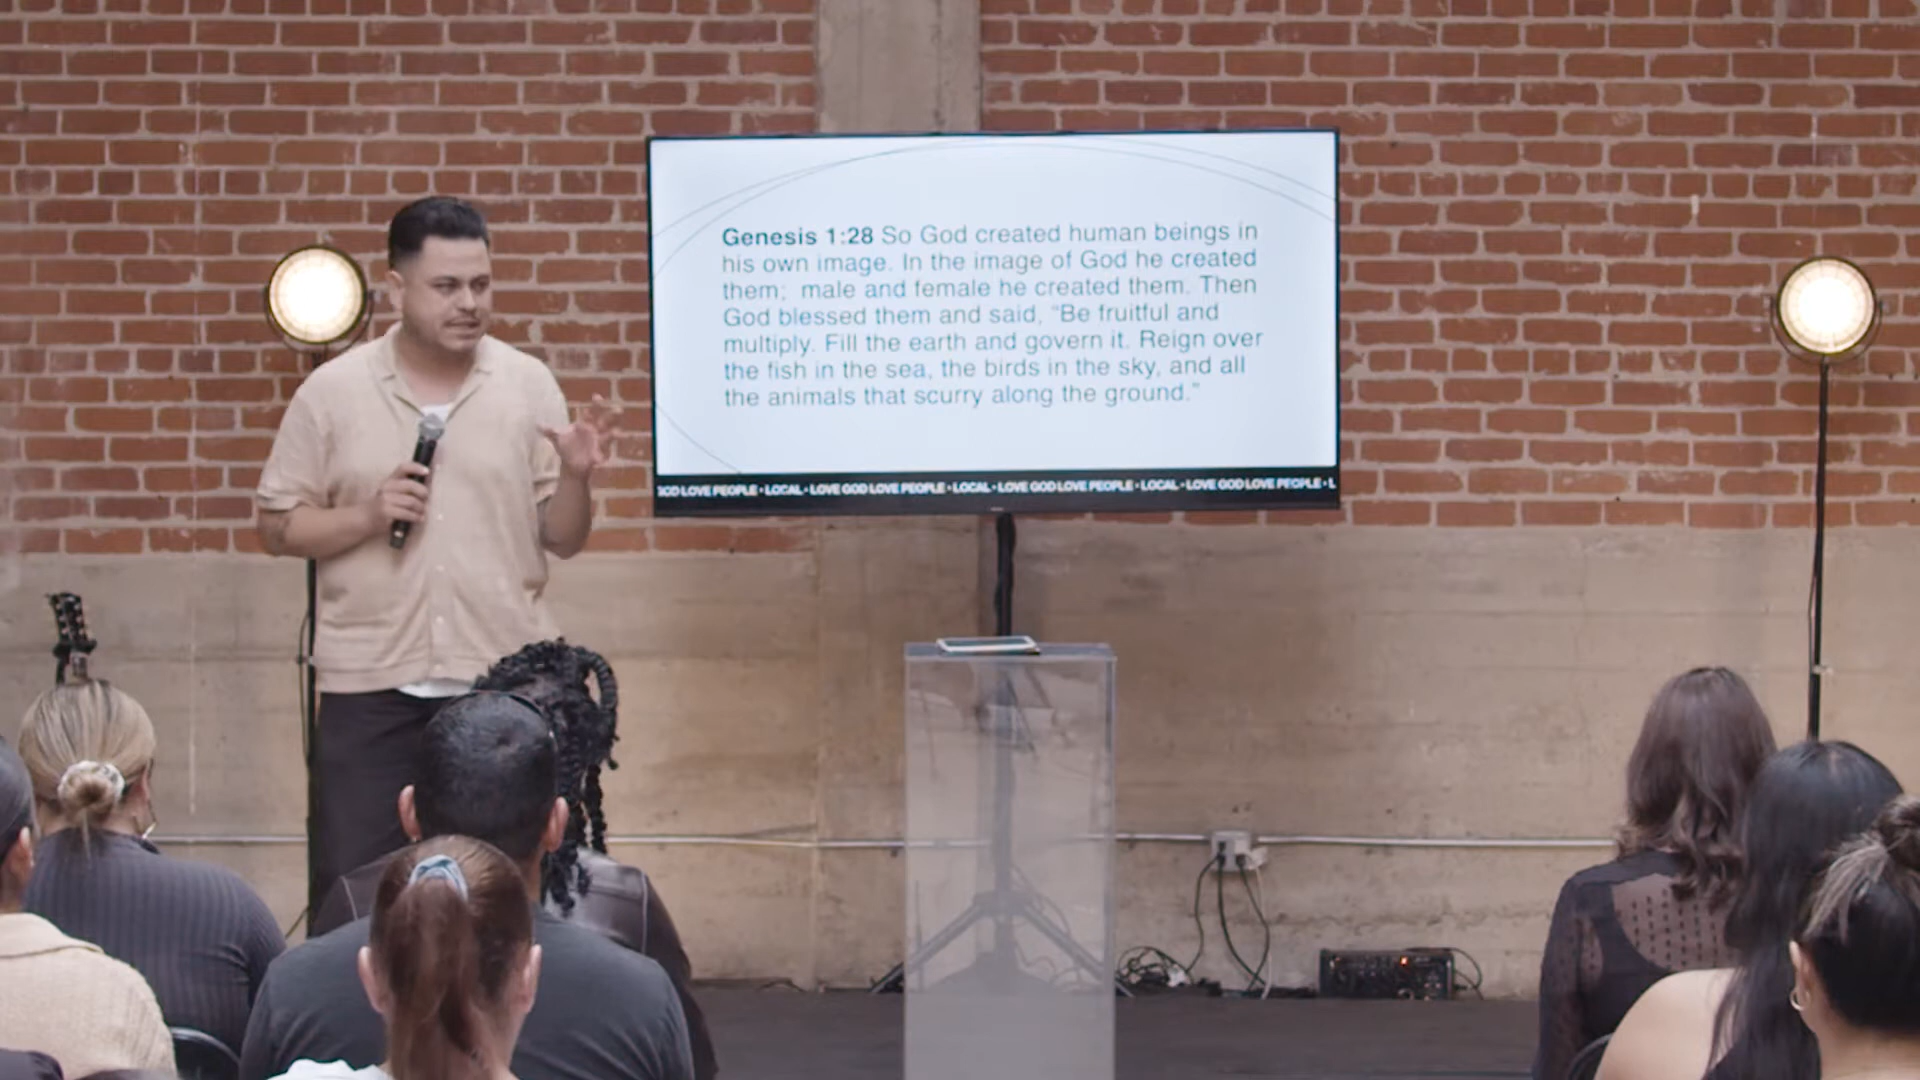 Genesis 1:28 So God created human beings in
his own image. In the image of God he created
them;  male and female he created them. Then
God blessed them and said, “Be fruitful and
multiply. Fill the earth and govern it. Reign over
the fish in the sea, the birds in the sky, and all
the animals that scurry along the ground.”
GOD LOVE PEOPLE • LOCAL • LOVE GOD LOVE PEOPLE • LOCAL • LOVE GOD LOVE PEOPLE • LOCAL • LOVE GOD LOVE PEOPLE • L